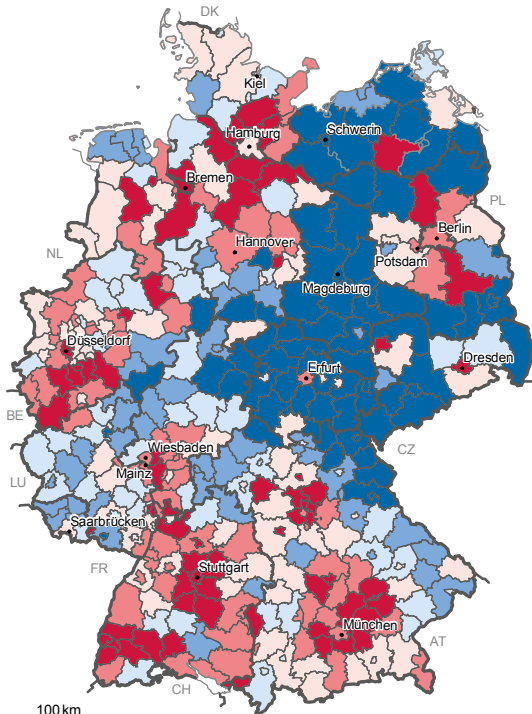 DK
Kiel
Hamburg
Schwerin
Bremen
PL
Berlin
NL
Hannover
Potsdam
Magdeburg
Düsseldorf
Dresden
Erfurt
BE
CZ
Wiesbaden
LU
Mainz
Saarbrücken
FR
Stuttgart
München
AT
CH
100 km